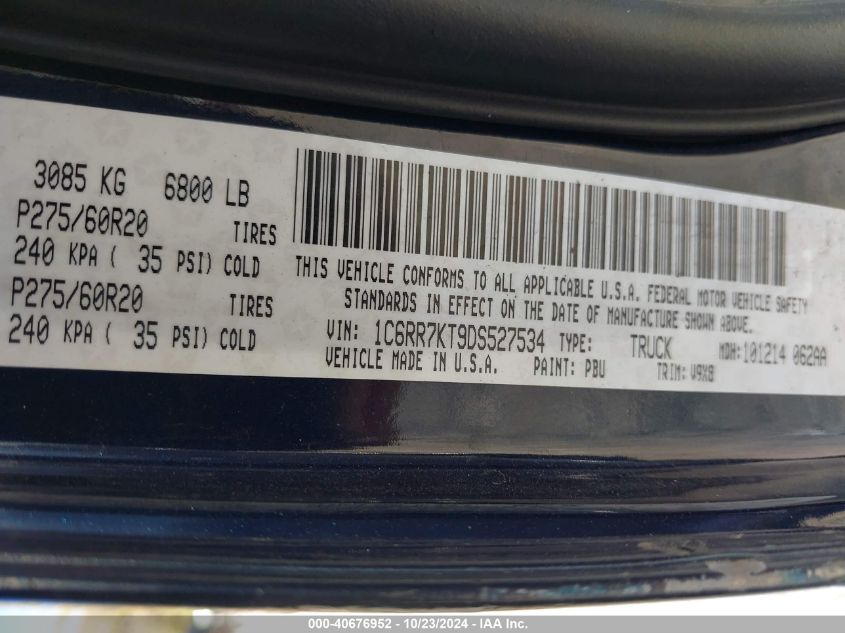 3085 KG 6800 LB
P275/60R20 TIRES
240 KPA ( 35 PSI) COLD
P275/60R20 TIRES
240 KPA ( 35 PSI) COLD
THIS VEHICLE CONFORMS TO ALL APPLICABLE U.S.A. FEDERAL MOTOR VEHICLE SAFETY
STANDARDS IN EFFECT ON THE DATE OF MANUFACTURE SHOWN ABOVE.
VIN: 1C6RR7KT9DS527534 TYPE: TRUCK MDH:101214 062AA
VEHICLE MADE IN U.S.A. PAINT: PBU TRIM: V9X8
000-40676952 - 10/23/2024 - IAA Inc.